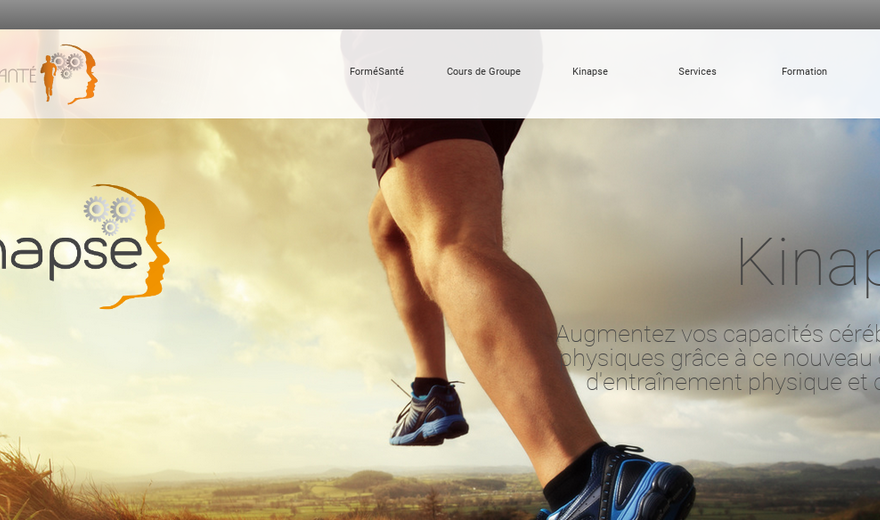 ANTÉ
ForméSanté
Cours de Groupe
Kinapse
Services
Formation
napse
Kinap
Augmentez vos capacités céréb
physiques grâce à ce nouveau
d'entraînement physique et